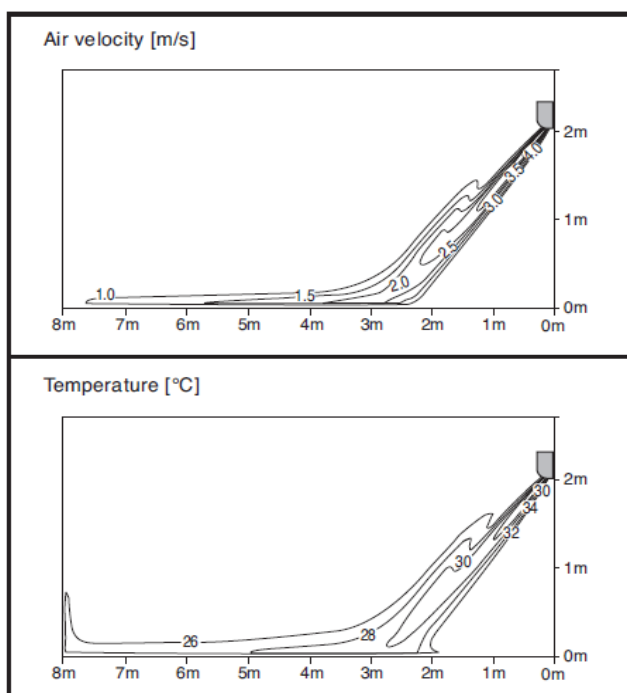 Air velocity [m/s]
2m
4.0
3.5
3.0
1m
2.5
2.0
1.5
1.0
0m
8m 7m 6m 5m 4m 3m 2m 1m 0m
Temperature [°C]
2m
30
34
32
1m
30
28
26
0m
8m 7m 6m 5m 4m 3m 2m 1m 0m